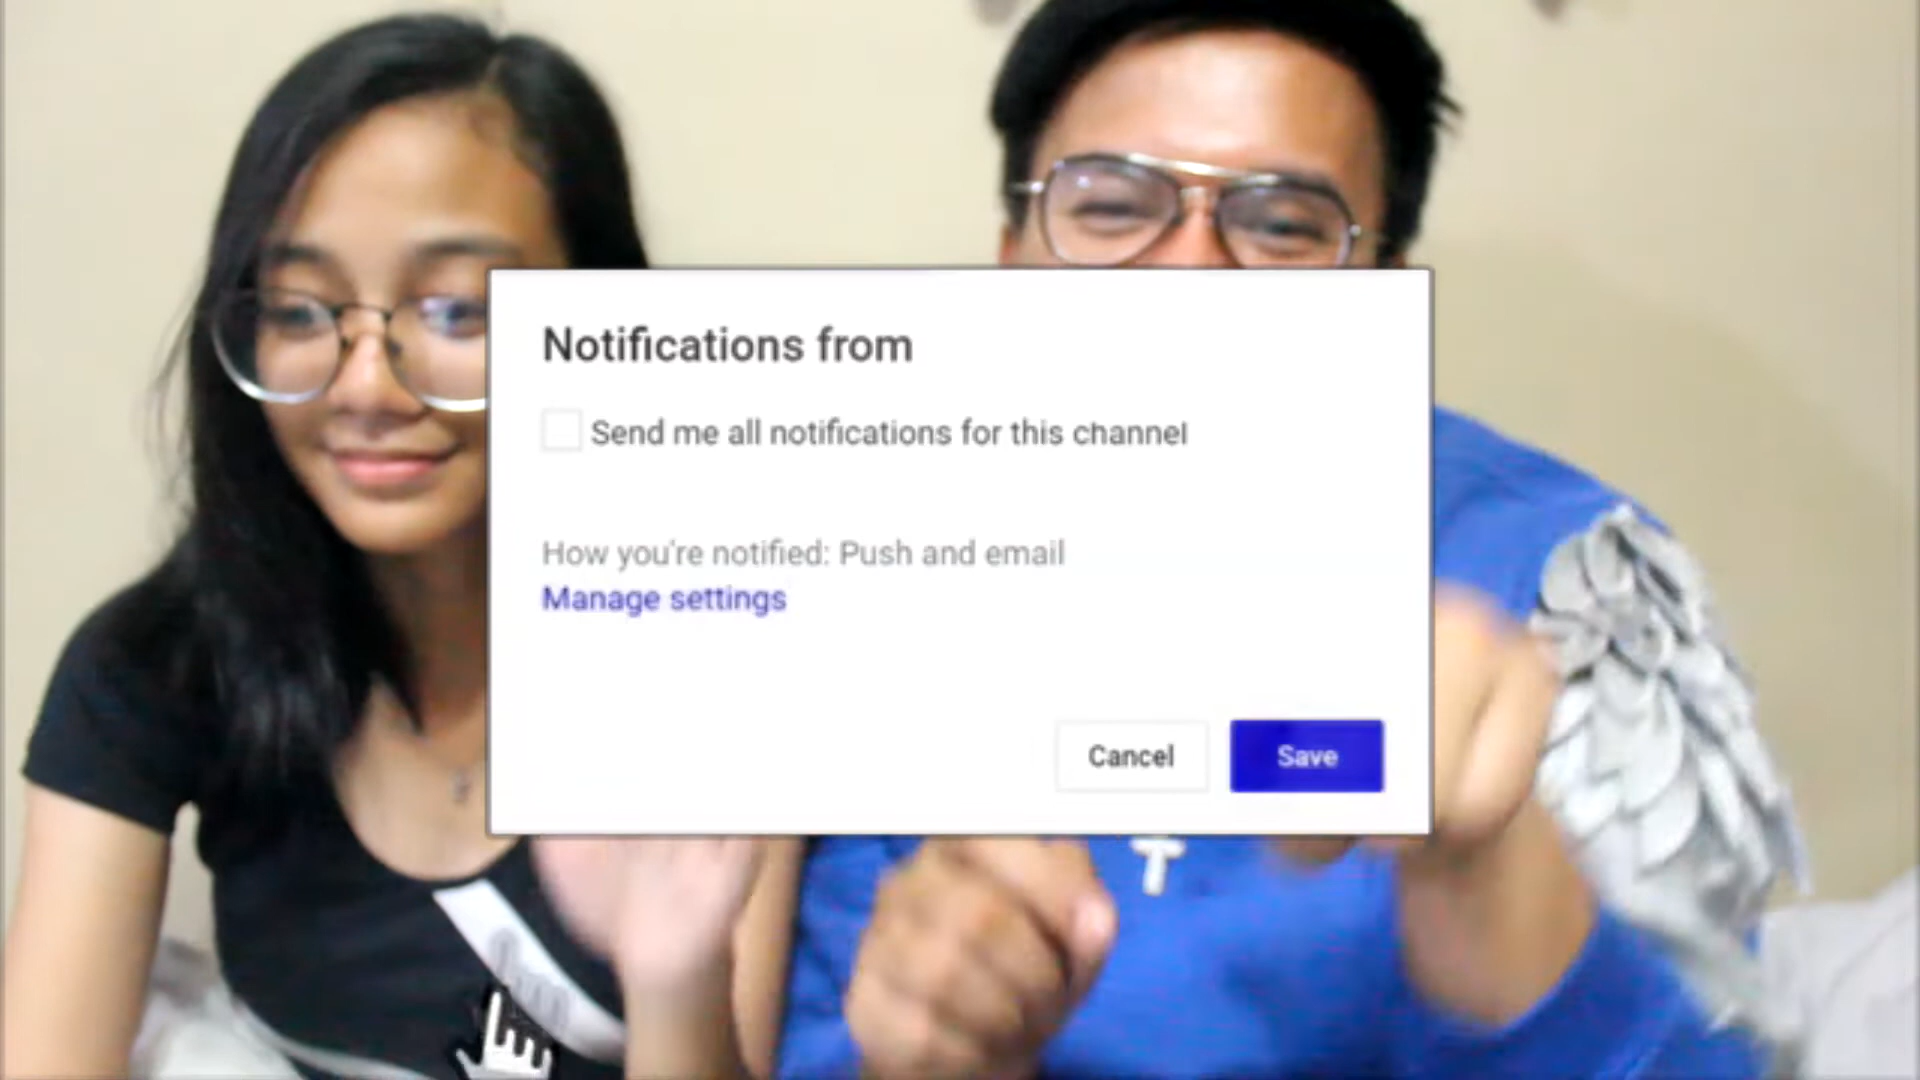 Notifications from
Send me all notifications for this channel
How you're notified: Push and email
Manage settings
Cancel
Save